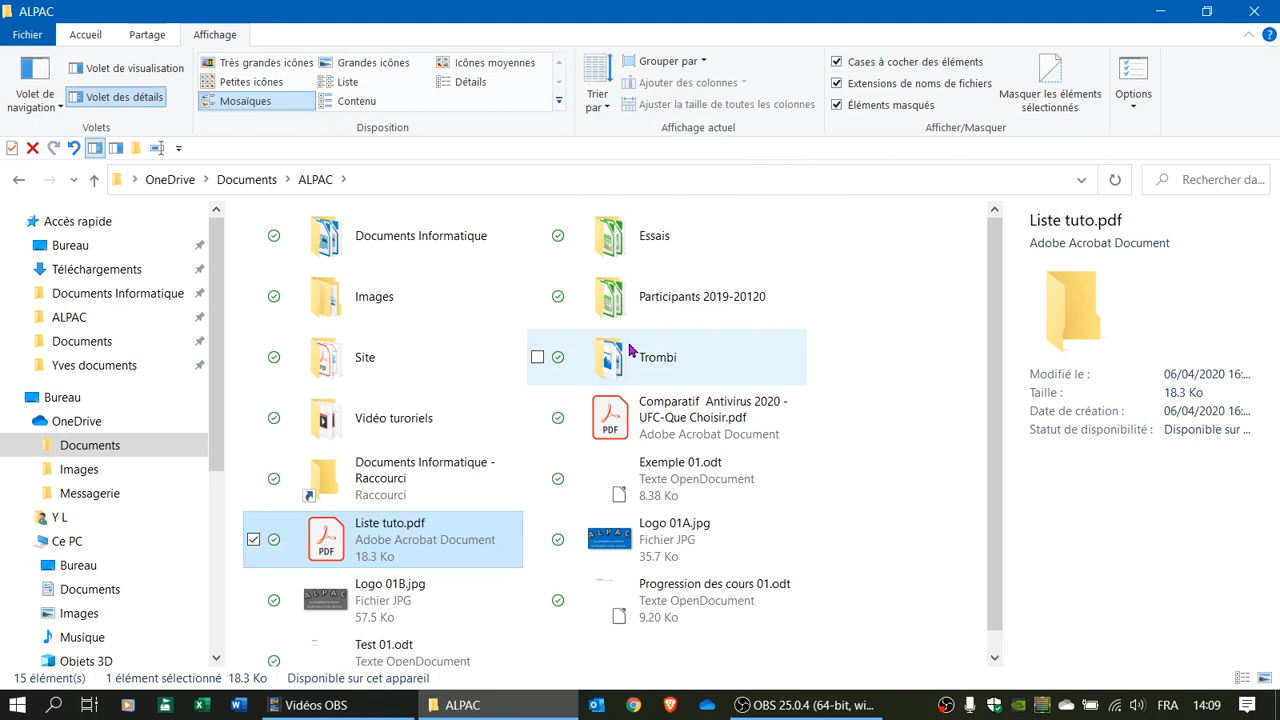 ALPAC
Fichier
Accueil
Partage
Affichage
Volet de
navigation
Volet de visualisation
Volet des détails
Volets
Très grandes icônes
Grandes icônes
Icônes moyennes
Petites icônes
Liste
Détails
Mosaïques
Contenu
Disposition
Trier
par
Grouper par
Ajouter des colonnes
Ajuster la taille de toutes les colonnes
Affichage actuel
Cases à cocher des éléments
Extensions de noms de fichiers
Éléments masqués
Masquer les éléments
sélectionnés
Afficher/Masquer
Options
OneDrive
Documents
ALPAC
Rechercher da...
Accès rapide
Bureau
Téléchargements
Documents Informatique
ALPAC
Documents
Yves documents
Bureau
OneDrive
Documents
Images
Messagerie
Y L
Ce PC
Bureau
Documents
Images
Musique
Objets 3D
Documents Informatique
Essais
Images
Participants 2019-20120
Site
Trombi
Vidéo turoriels
Comparatif Antivirus 2020 -
UFC-Que Choisir.pdf
Adobe Acrobat Document
PDF
Documents Informatique -
Raccourci
Raccourci
Exemple 01.odt
Texte OpenDocument
8.38 Ko
PDF
Liste tuto.pdf
Adobe Acrobat Document
18.3 Ko
ALPAC
Logo 01A.jpg
Fichier JPG
35.7 Ko
ALPAC
Logo 01B.jpg
Fichier JPG
57.5 Ko
Progression des cours 01.odt
Texte OpenDocument
9.20 Ko
Test 01.odt
Texte OpenDocument
Liste tuto.pdf
Adobe Acrobat Document
Modifié le : 06/04/2020 16:...
Taille : 18.3 Ko
Date de création : 06/04/2020 16:...
Statut de disponibilité : Disponible sur ...
15 élément(s) 1 élément sélectionné 18.3 Ko Disponible sur cet appareil
Vidéos OBS
ALPAC
OBS 25.0.4 (64-bit, wi...
FR
14:09